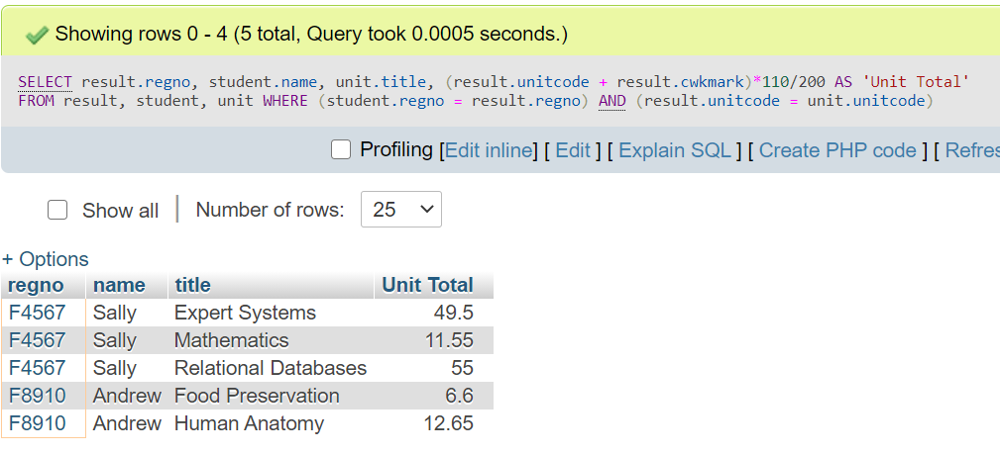 Showing rows 0 - 4 (5 total, Query took 0.0005 seconds.)
SELECT result.regno, student.name, unit.title, (result.unitcode + result.cwkmark)*110/200 AS 'Unit Total'
FROM result, student, unit WHERE (student.regno = result.regno) AND (result.unitcode = unit.unitcode)
Profiling [Edit inline] [ Edit ] [ Explain SQL ] [ Create PHP code ] [ Refres
Show all Number of rows: 25
+ Options
regno name title Unit Total
F4567 Sally Expert Systems 49.5
F4567 Sally Mathematics 11.55
F4567 Sally Relational Databases 55
F8910 Andrew Food Preservation 6.6
F8910 Andrew Human Anatomy 12.65